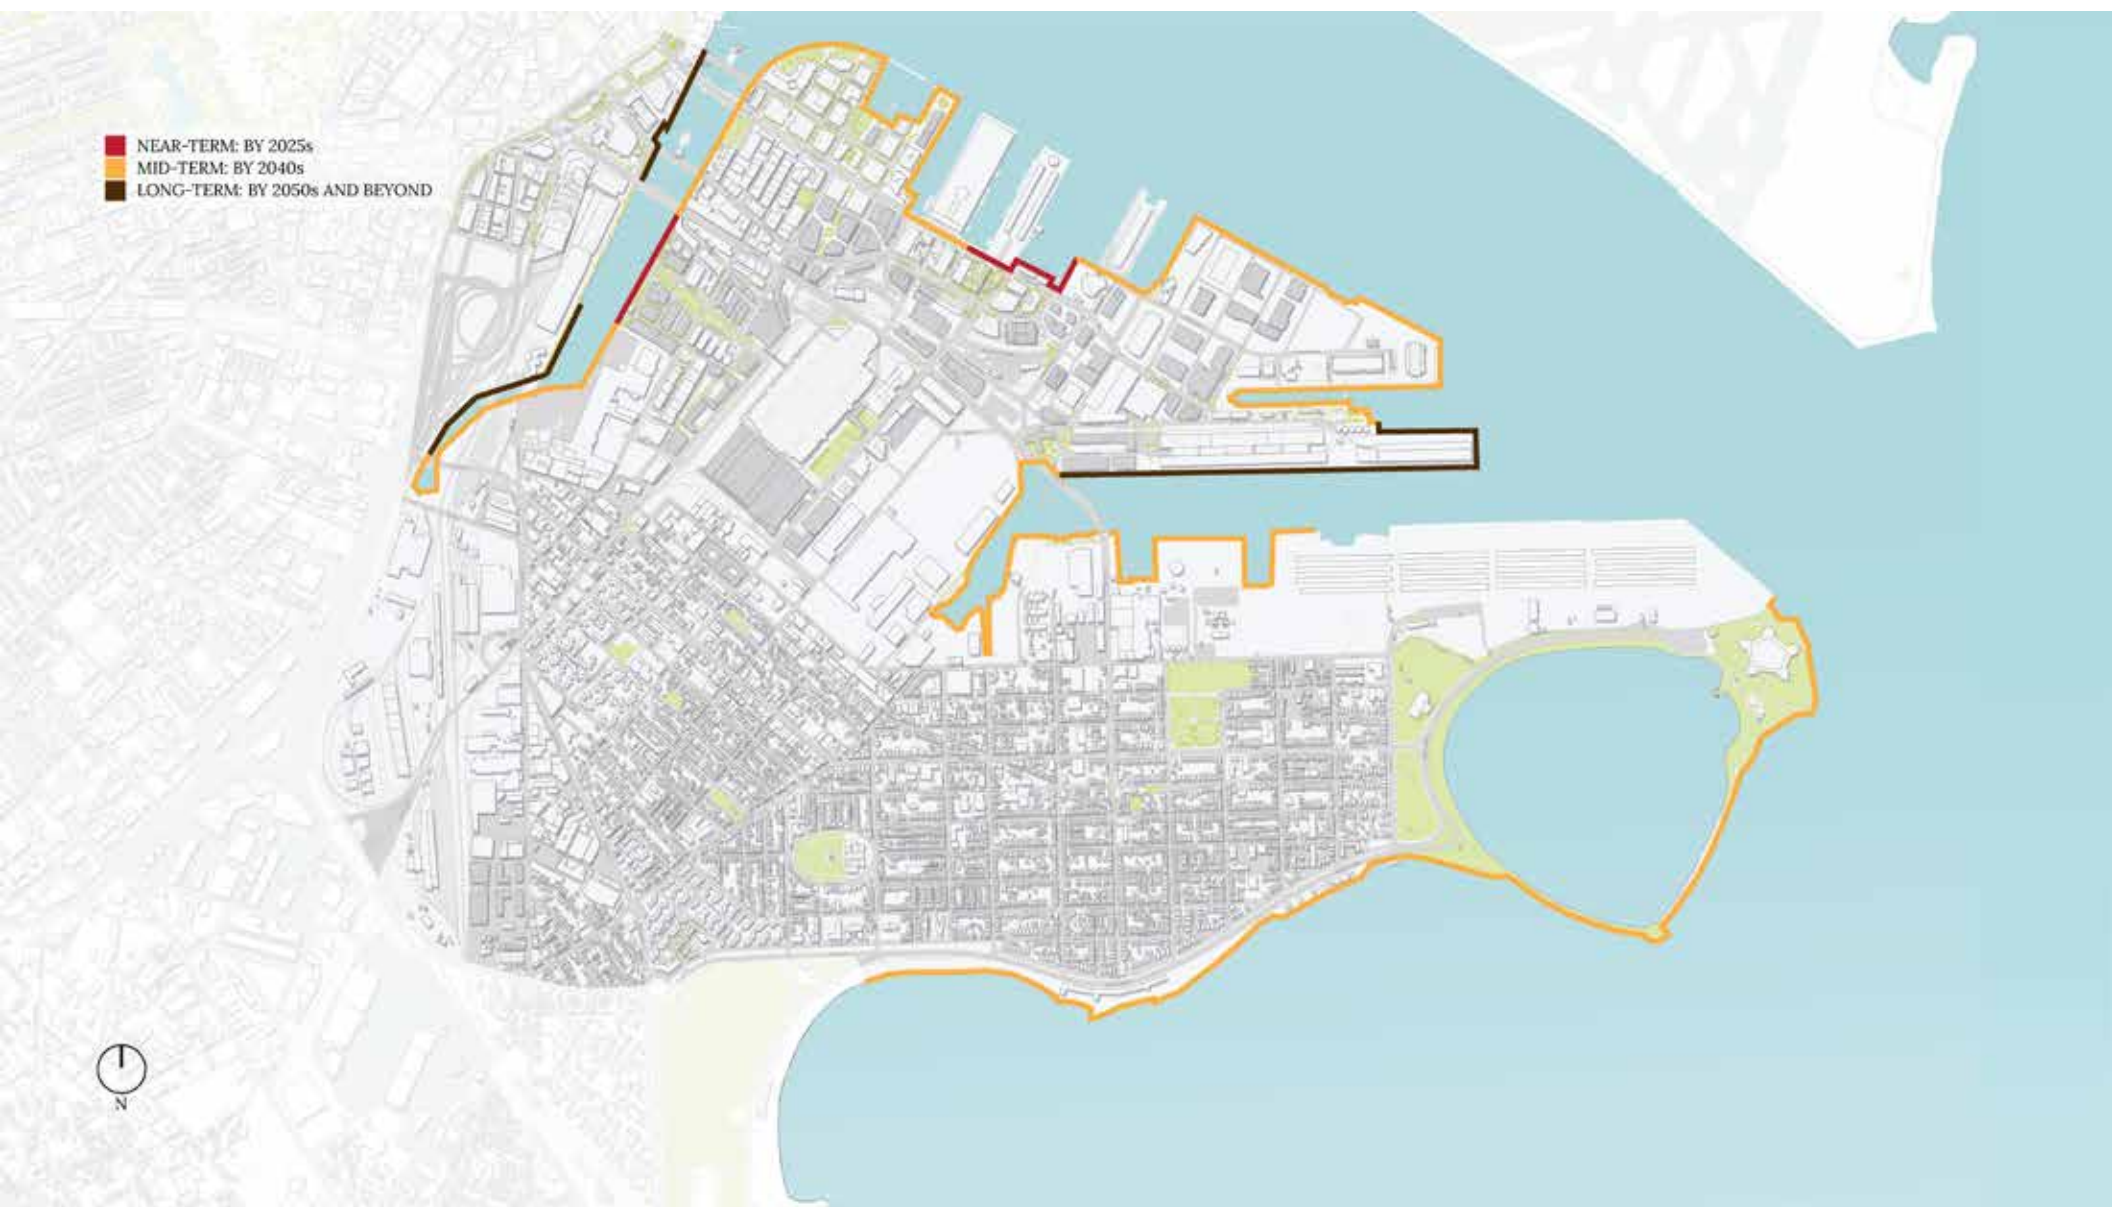 NEAR-TERM: BY 2025s
MID-TERM: BY 2040s
LONG-TERM: BY 2050s AND BEYOND
N